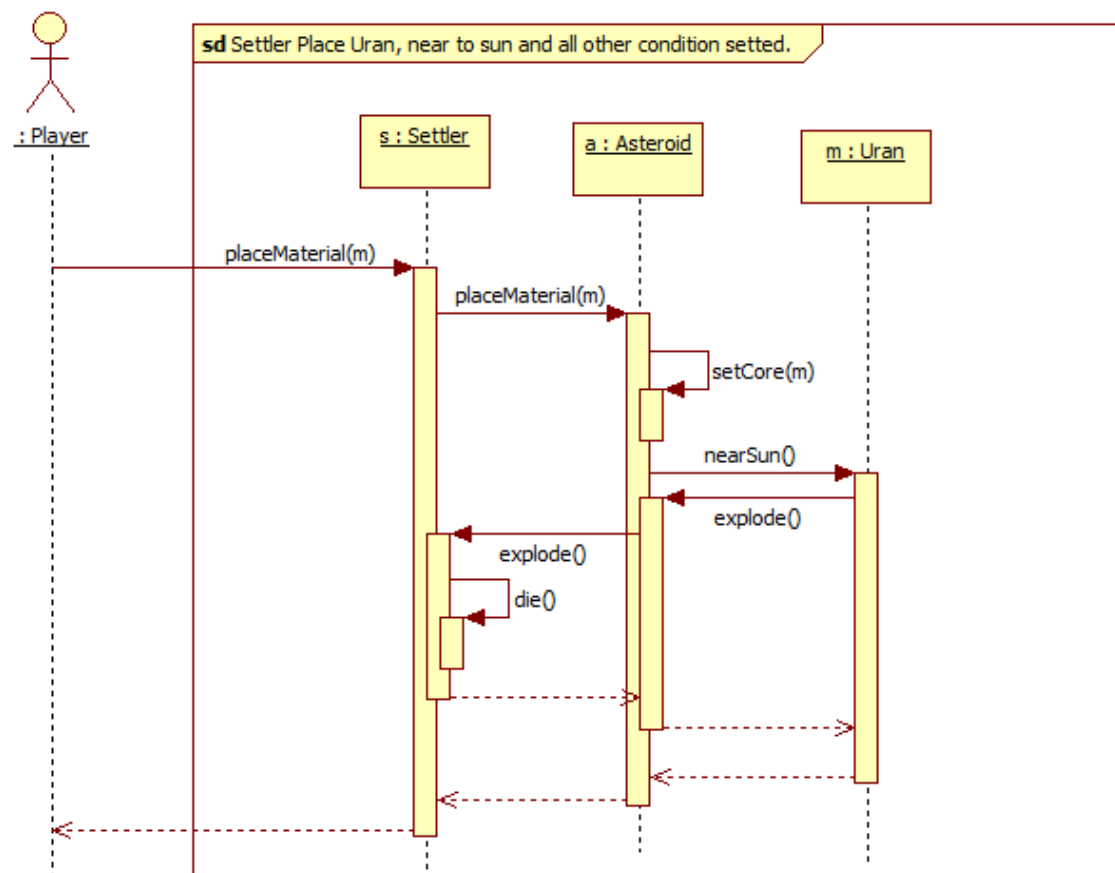 sd Settler Place Uran, near to sun and all other condition setted.
: Player
s : Settler
a : Asteroid
m : Uran
placeMaterial(m)
placeMaterial(m)
setCore(m)
nearSun()
explode()
explode()
die()